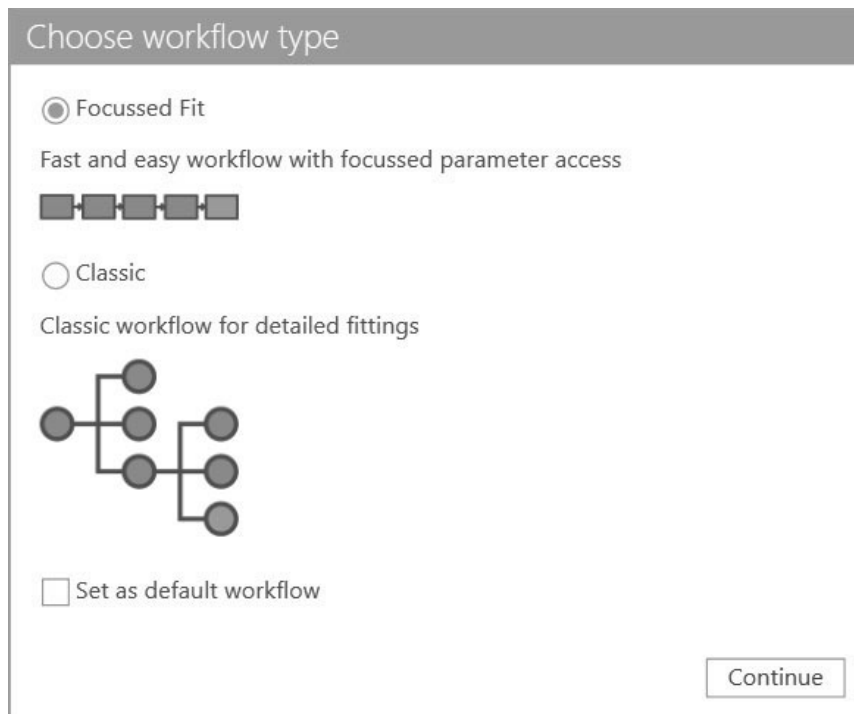 Choose workflow type
Focussed Fit
Fast and easy workflow with focussed parameter access
Classic
Classic workflow for detailed fittings
Set as default workflow
Continue